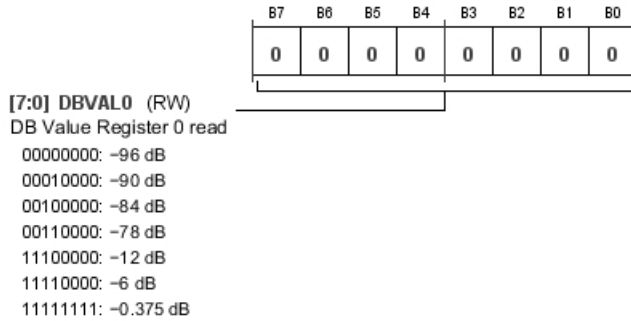 B7 B6 B5 B4 B3 B2 B1 B0
0 0 0 0 0 0 0 0
[7:0] DBVAL0 (RW)
DB Value Register 0 read
00000000: −96 dB
00010000: −90 dB
00100000: −84 dB
00110000: −78 dB
11100000: −12 dB
11110000: −6 dB
11111111: −0.375 dB